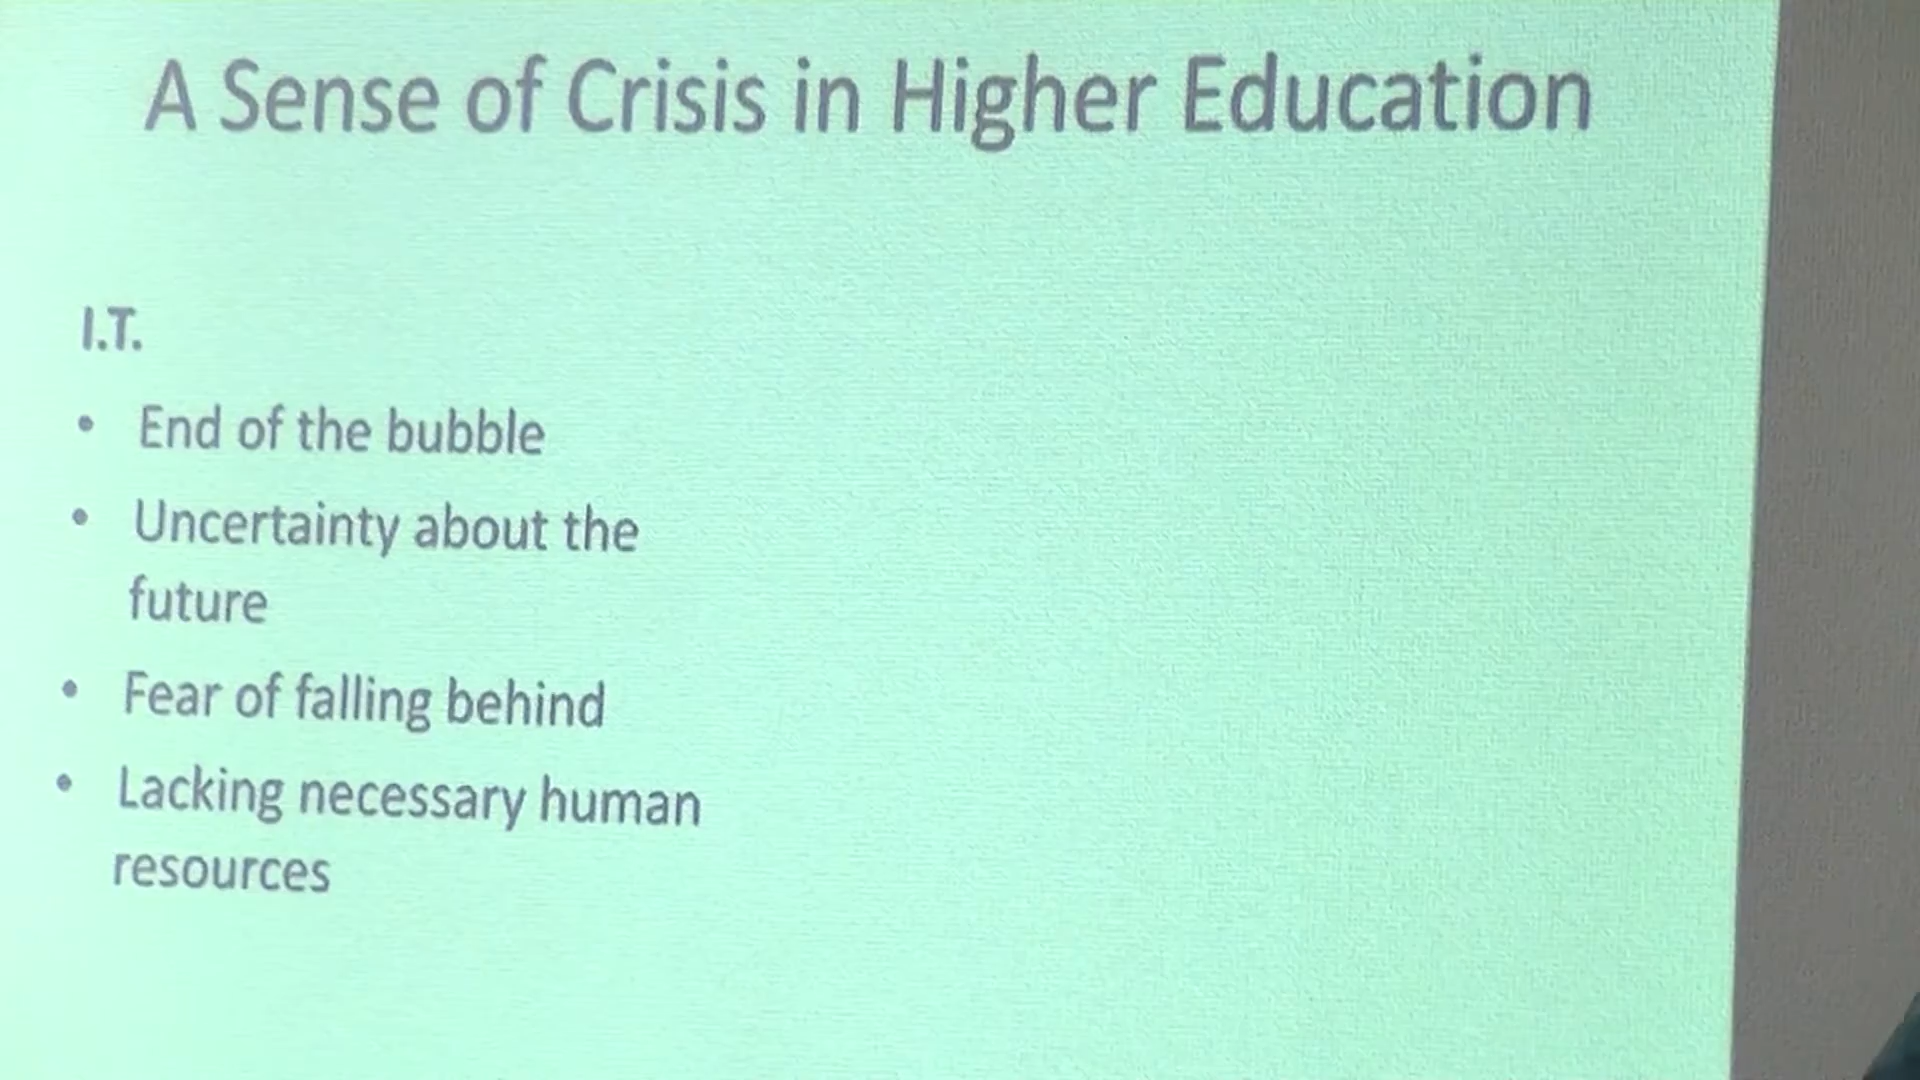 A Sense of Crisis in Higher Education
I.T.
• End of the bubble
• Uncertainty about the
future
• Fear of falling behind
• Lacking necessary human
resources